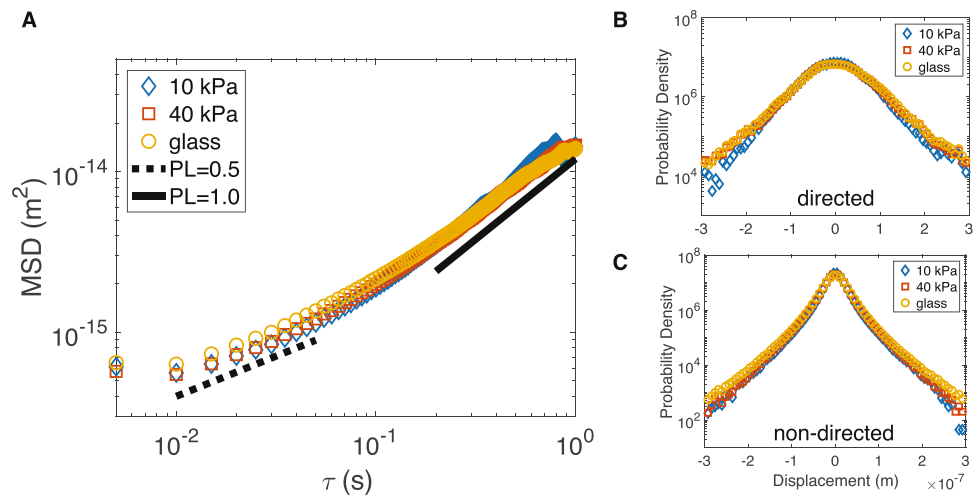 A
10 kPa
40 kPa
glass
PL=0.5
PL=1.0
MSD (m²)
10⁻¹⁴
10⁻¹⁵
10⁻² 10⁻¹ 10⁰
τ (s)
B
10⁸
10⁶
10⁴
Probability Density
10 kPa
40 kPa
glass
directed
-3 -2 -1 0 1 2 3
C
10⁸
10⁶
10⁴
10²
Probability Density
10 kPa
40 kPa
glass
non-directed
-3 -2 -1 0 1 2 3
Displacement (m) ×10⁻⁷